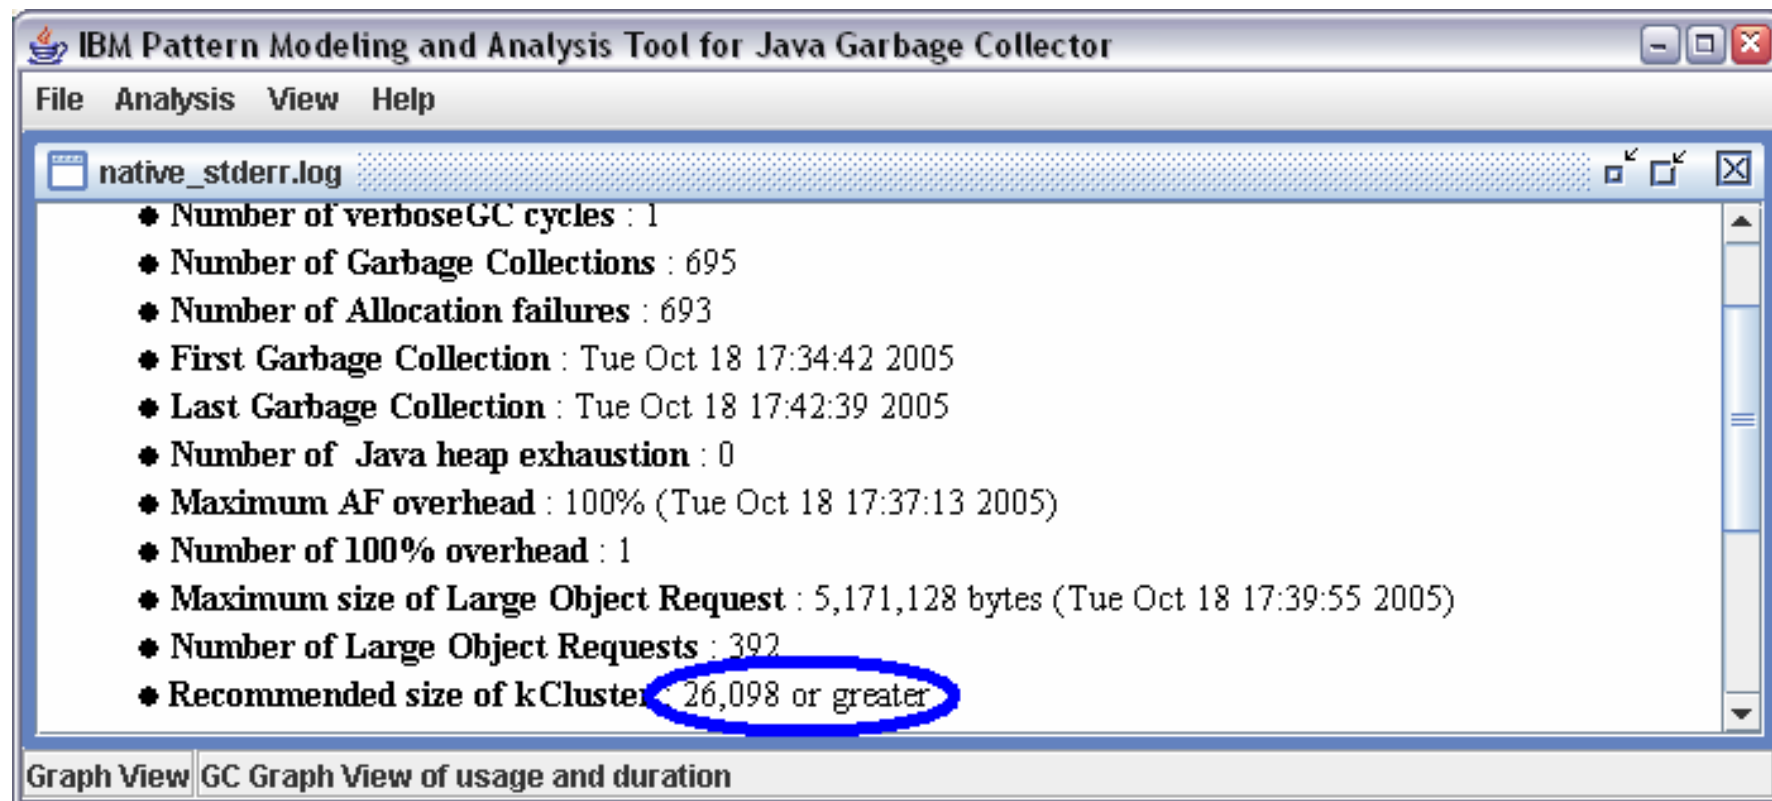 IBM Pattern Modeling and Analysis Tool for Java Garbage Collector
File Analysis View Help
native_stderr.log
Number of verboseGC cycles : 1
Number of Garbage Collections : 695
Number of Allocation failures : 693
First Garbage Collection : Tue Oct 18 17:34:42 2005
Last Garbage Collection : Tue Oct 18 17:42:39 2005
Number of Java heap exhaustion : 0
Maximum AF overhead : 100% (Tue Oct 18 17:37:13 2005)
Number of 100% overhead : 1
Maximum size of Large Object Request : 5,171,128 bytes (Tue Oct 18 17:39:55 2005)
Number of Large Object Requests : 392
Recommended size of kCluster : 26,098 or greater
Graph View GC Graph View of usage and duration